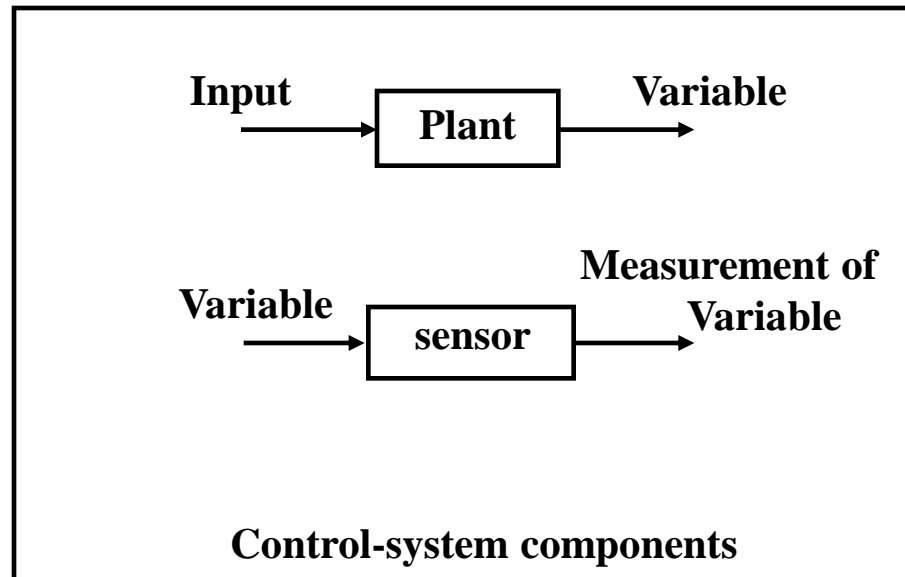 Input
Plant
Variable
Variable
sensor
Measurement of
Variable
Control-system components